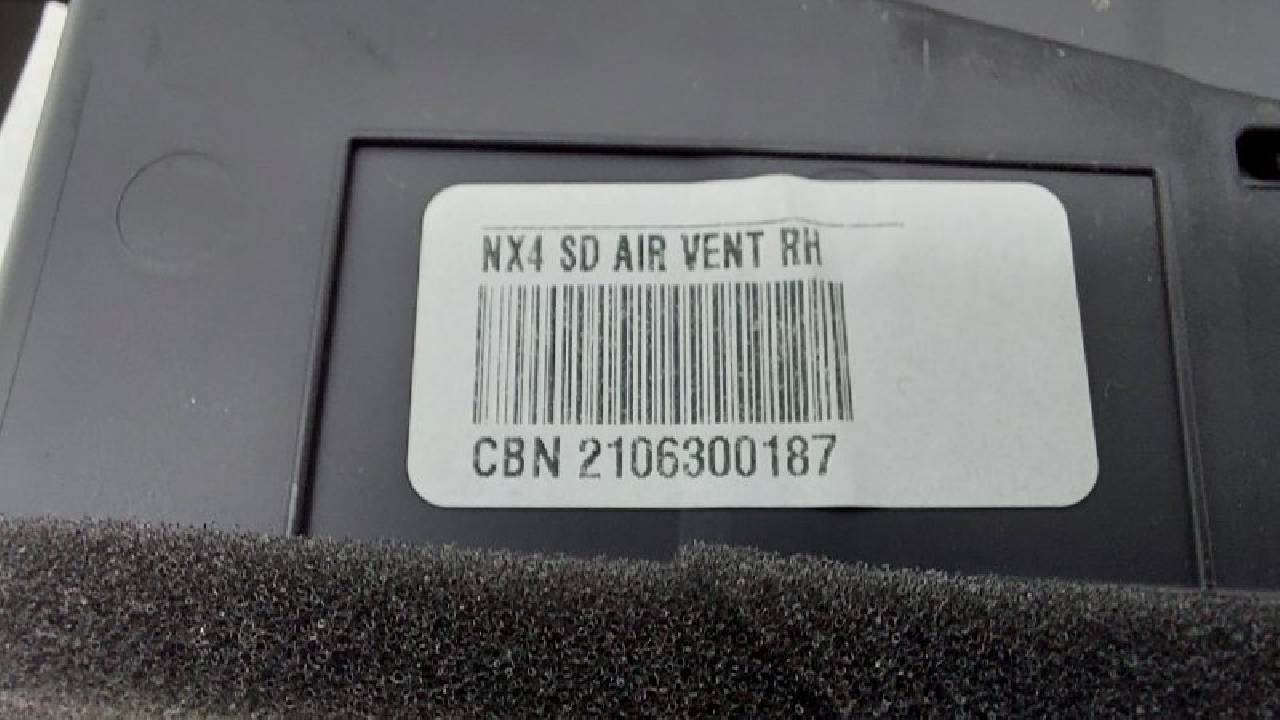 NX4 SD AIR VENT RH
CBN 2106300187